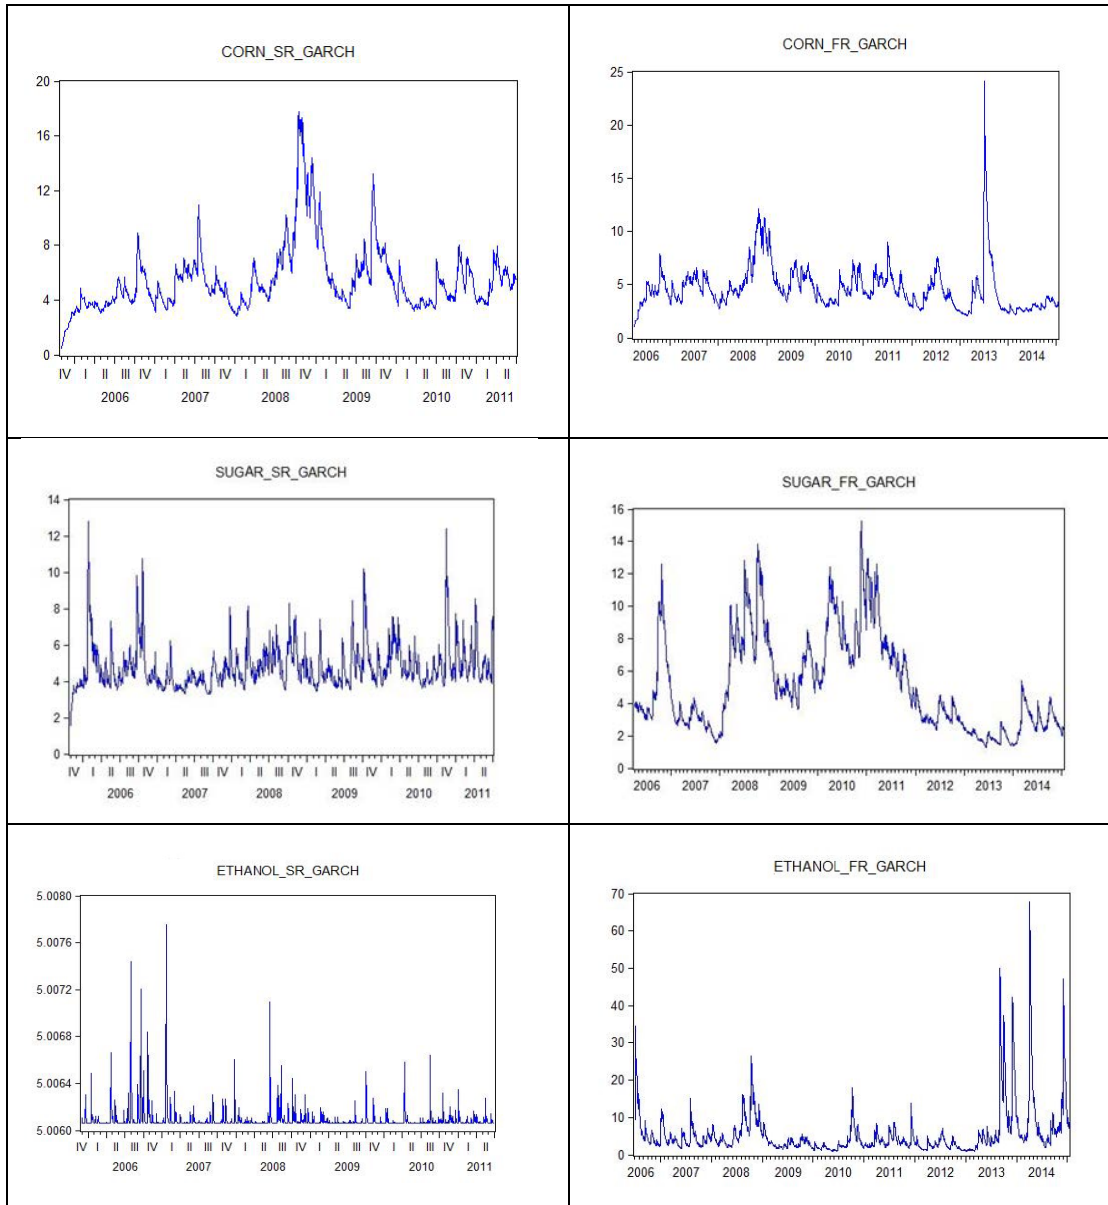 CORN_SR_GARCH
20
16
12
8
4
0
IV I II III IV I II III IV I II III IV I II III IV I II III IV I II
2006 2007 2008 2009 2010 2011
CORN_FR_GARCH
25
20
15
10
5
0
2006 2007 2008 2009 2010 2011 2012 2013 2014
SUGAR_SR_GARCH
14
12
10
8
6
4
2
0
IV I II III IV I II III IV I II III IV I II III IV I II III IV I II
2006 2007 2008 2009 2010 2011
SUGAR_FR_GARCH
16
14
12
10
8
6
4
2
0
2006 2007 2008 2009 2010 2011 2012 2013 2014
ETHANOL_SR_GARCH
5.0080
5.0076
5.0072
5.0068
5.0064
5.0060
IV I II III IV I II III IV I II III IV I II III IV I II III IV I II
2006 2007 2008 2009 2010 2011
ETHANOL_FR_GARCH
70
60
50
40
30
20
10
0
2006 2007 2008 2009 2010 2011 2012 2013 2014